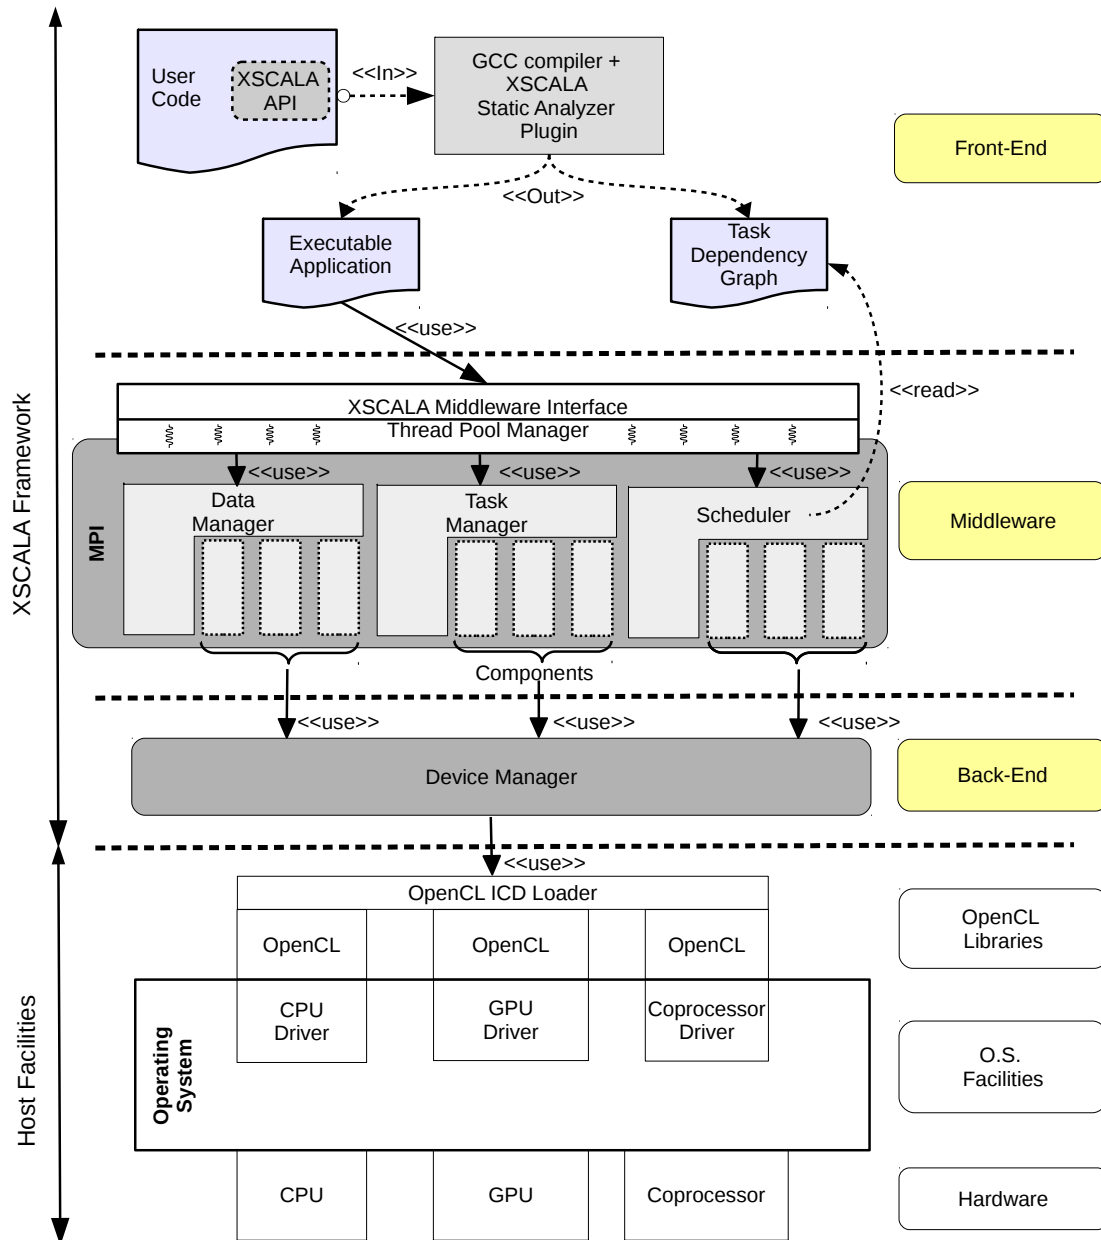 User
Code
XSCALA
API
<<In>>
GCC compiler +
XSCALA
Static Analyzer
Plugin
Front-End
<<Out>>
Executable
Application
Task
Dependency
Graph
<<use>>
<<read>>
XSCALA Framework
XSCALA Middleware Interface
Thread Pool Manager
<<use>>
<<use>>
<<use>>
MPI
Data
Manager
Task
Manager
Scheduler
Middleware
Components
<<use>>
<<use>>
<<use>>
Device Manager
Back-End
<<use>>
Host Facilities
OpenCL ICD Loader
OpenCL
OpenCL
OpenCL
OpenCL
Libraries
Operating
System
CPU
Driver
GPU
Driver
Coprocessor
Driver
O.S.
Facilities
CPU
GPU
Coprocessor
Hardware